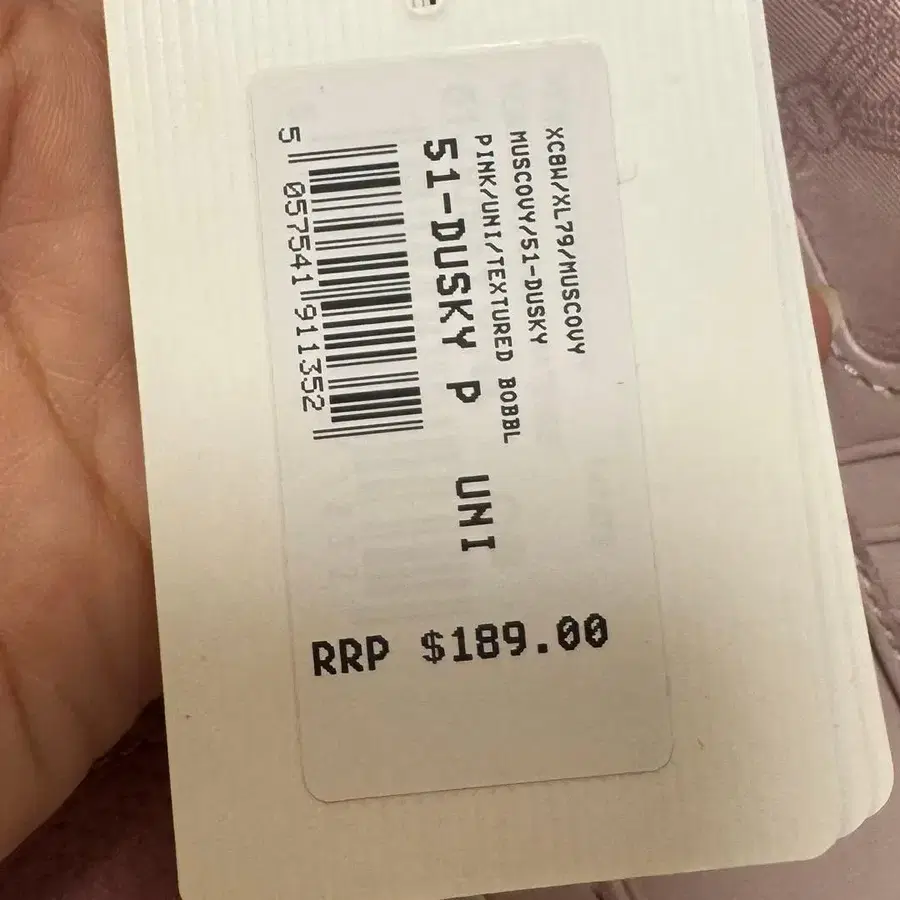 XCBW/XL79/MUSCOVY
MUSCOVY/51-DUSKY
PINK/UNI/TEXTURED BOBBL
51-DUSKY P UNI
5 057541 911352
RRP $189.00